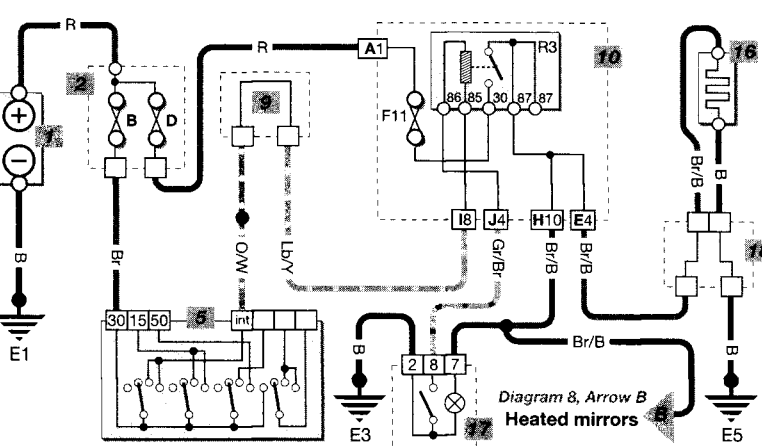 R
R
A1
10
R3
16
2
9
86 85 30 87 87
F11
B
D
1
Br/B
B
I8
J4
H10
E4
B
Br
O/W
Lb/Y
Gr/Br
Br/B
Br/B
30 15 50
5
int
E1
B
2 8 7
Br/B
B
Diagram 8, Arrow B
Heated mirrors
B
17
E3
E5